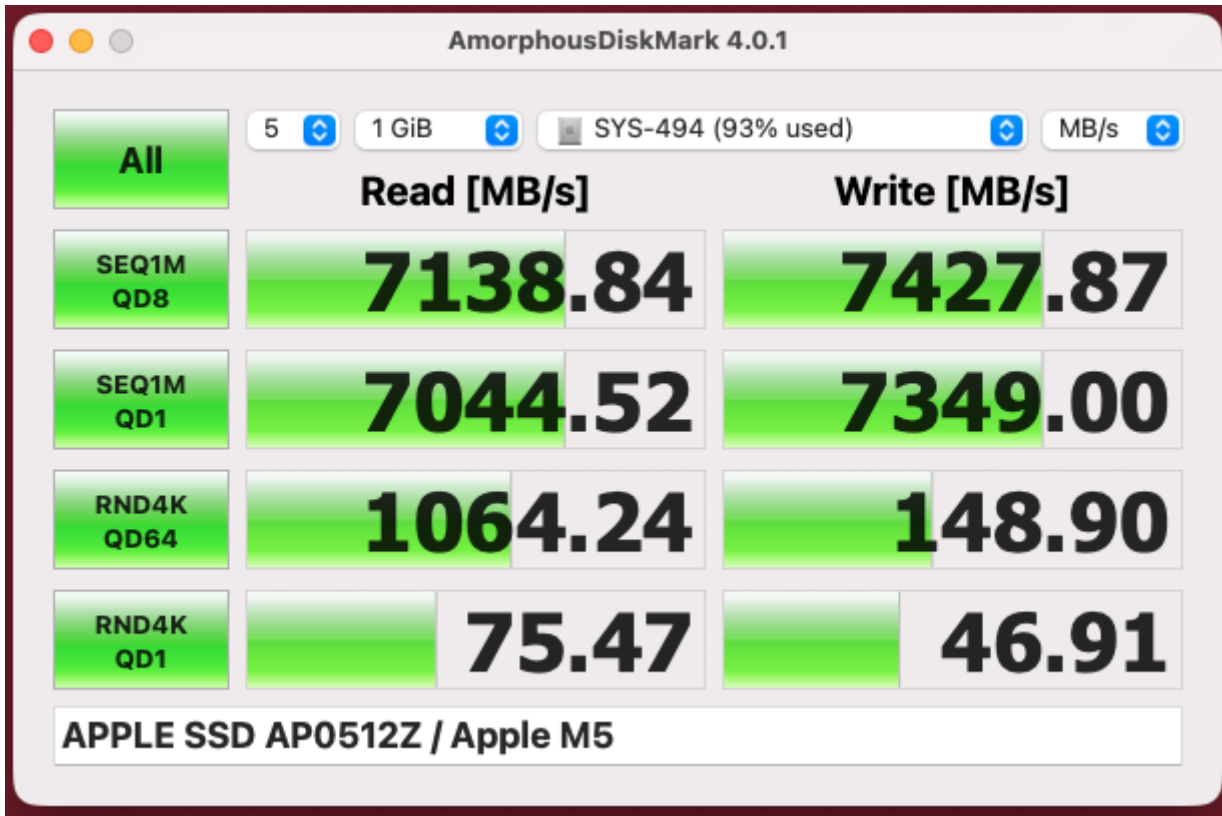 AmorphousDiskMark 4.0.1
All
5 1 GiB SYS-494 (93% used) MB/s
Read [MB/s] Write [MB/s]
SEQ1M
QD8
7138.84 7427.87
SEQ1M
QD1
7044.52 7349.00
RND4K
QD64
1064.24 148.90
RND4K
QD1
75.47 46.91
APPLE SSD AP0512Z / Apple M5